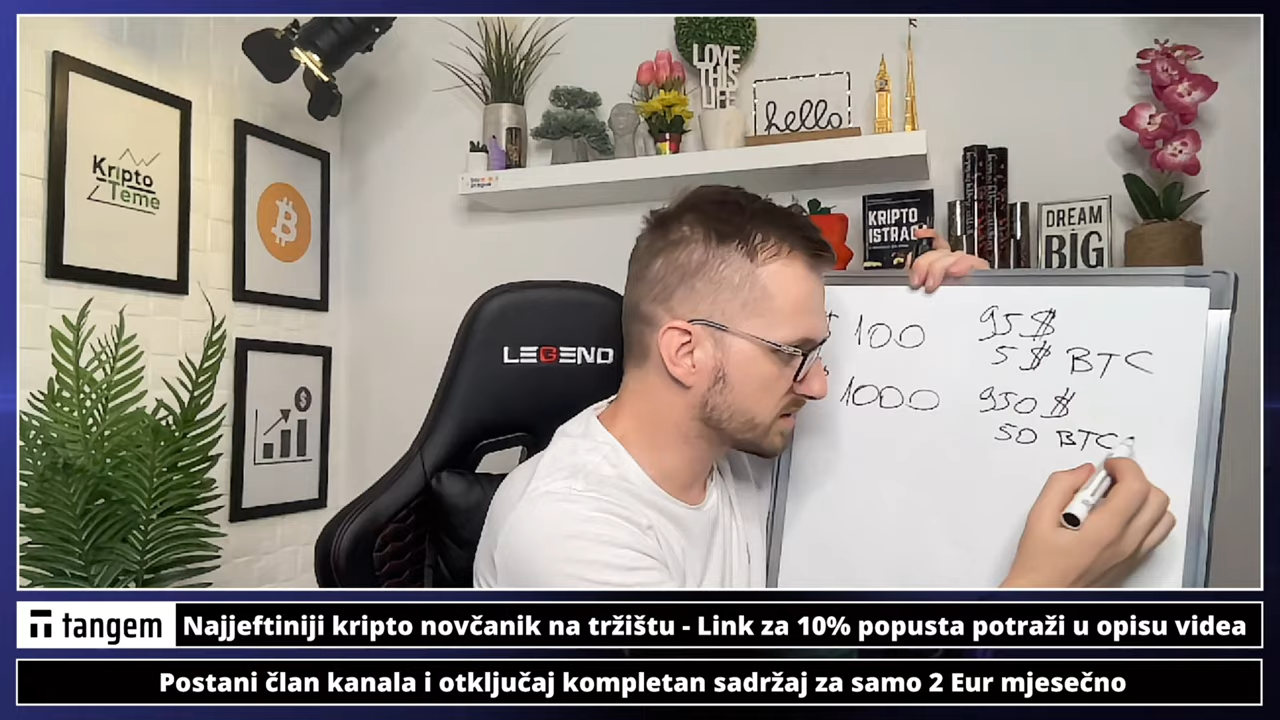 LOVE
THIS
LIFE
hello
Kripto
Teme
KRIPTO
ISTRAG
DREAM
BIG
LEGEND
100 95$
5$ BTC
1000 950$
50 BTC
tangem Najjeftiniji kripto novčanik na tržištu - Link za 10% popusta potraži u opisu videa
Postani član kanala i otključaj kompletan sadržaj za samo 2 Eur mjesečno